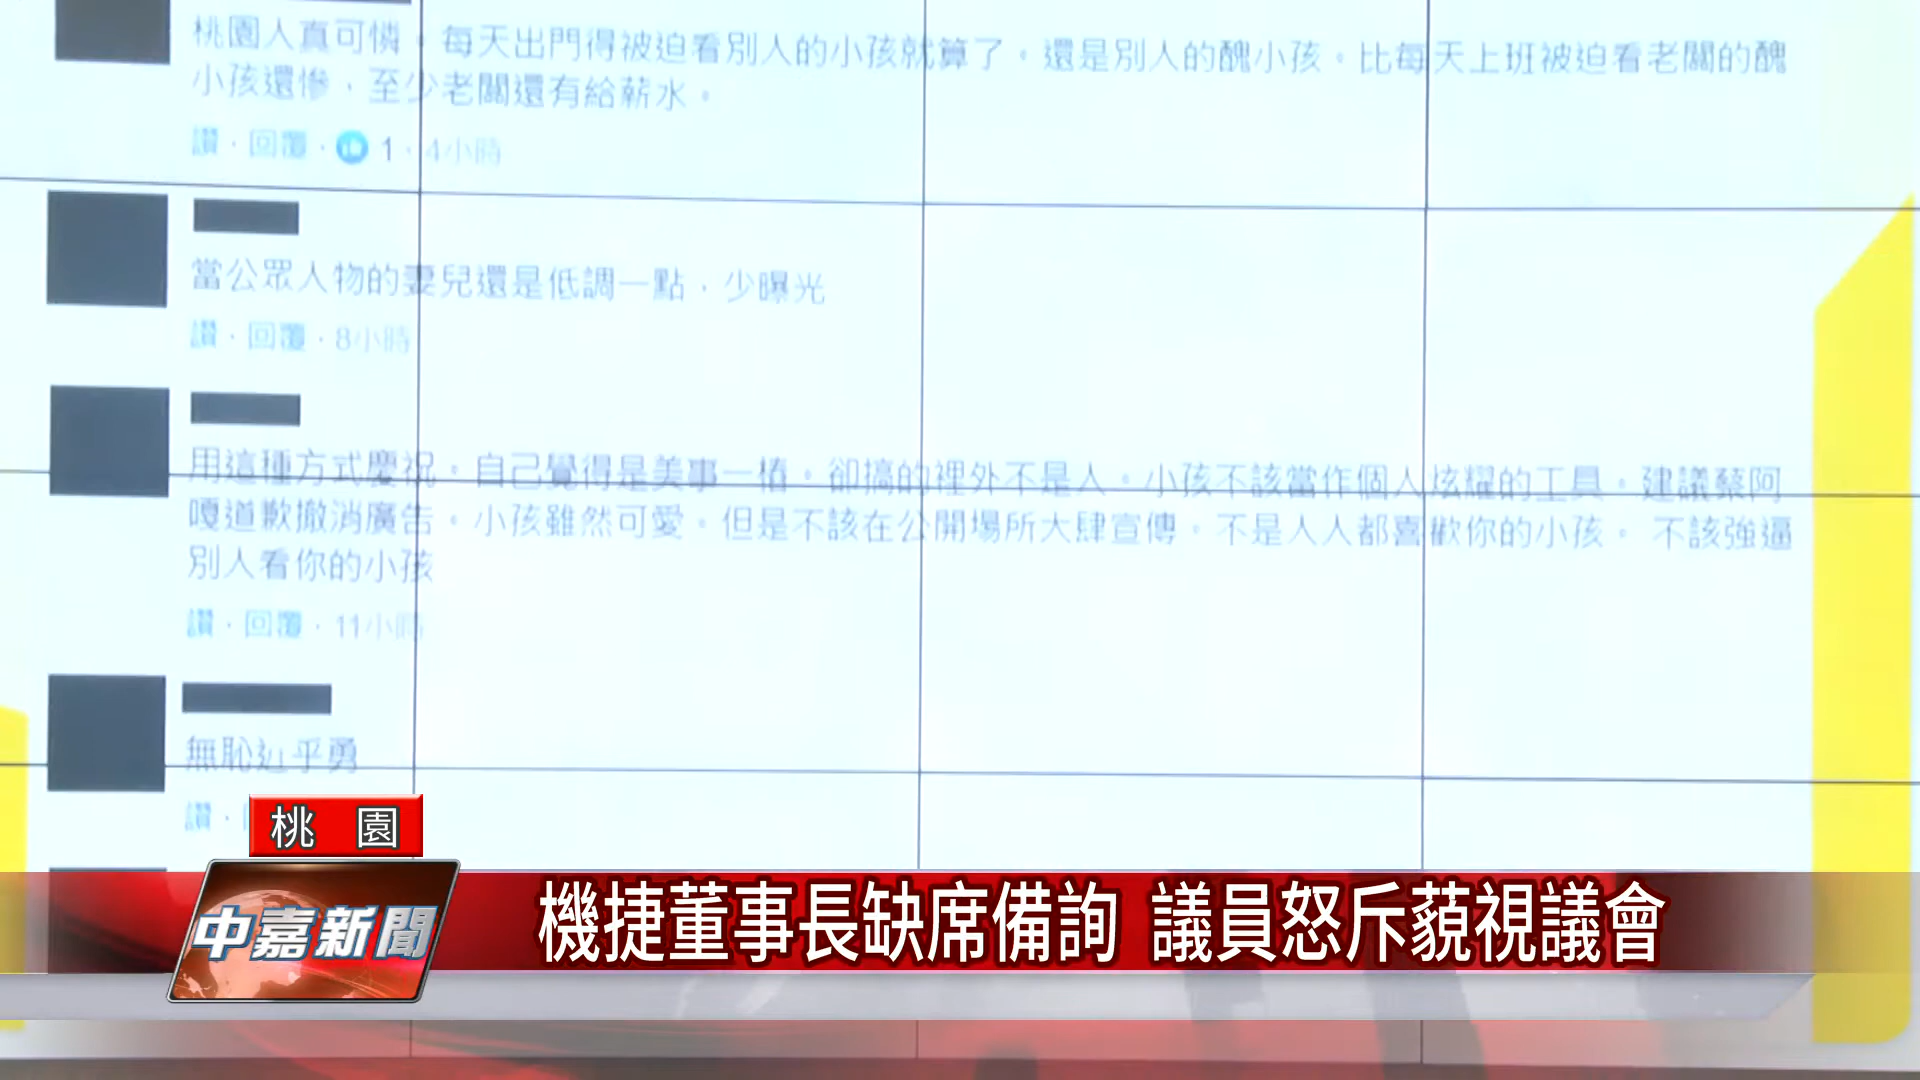 桃園人真可憐。每天出門得被迫看別人的小孩就算了。還是別人的醜小孩。比每天上班被迫看老闆的醜
小孩還慘，至少老闆還有給薪水。
讚．回覆． 1．4小時
當公眾人物的妻兒還是低調一點，少曝光
讚．回覆．8小時
用這種方式慶祝。自己覺得是美事一樁。卻搞的裡外不是人。小孩不該當作個人炫耀的工具。建議蔡阿
嘎道歉撤消廣告。小孩雖然可愛。但是不該在公開場所大肆宣傳。不是人人都喜歡你的小孩。 不該強逼
別人看你的小孩
讚．回覆．11小時
無恥近乎勇
讚．
桃 園
中嘉新聞
機捷董事長缺席備詢 議員怒斥藐視議會